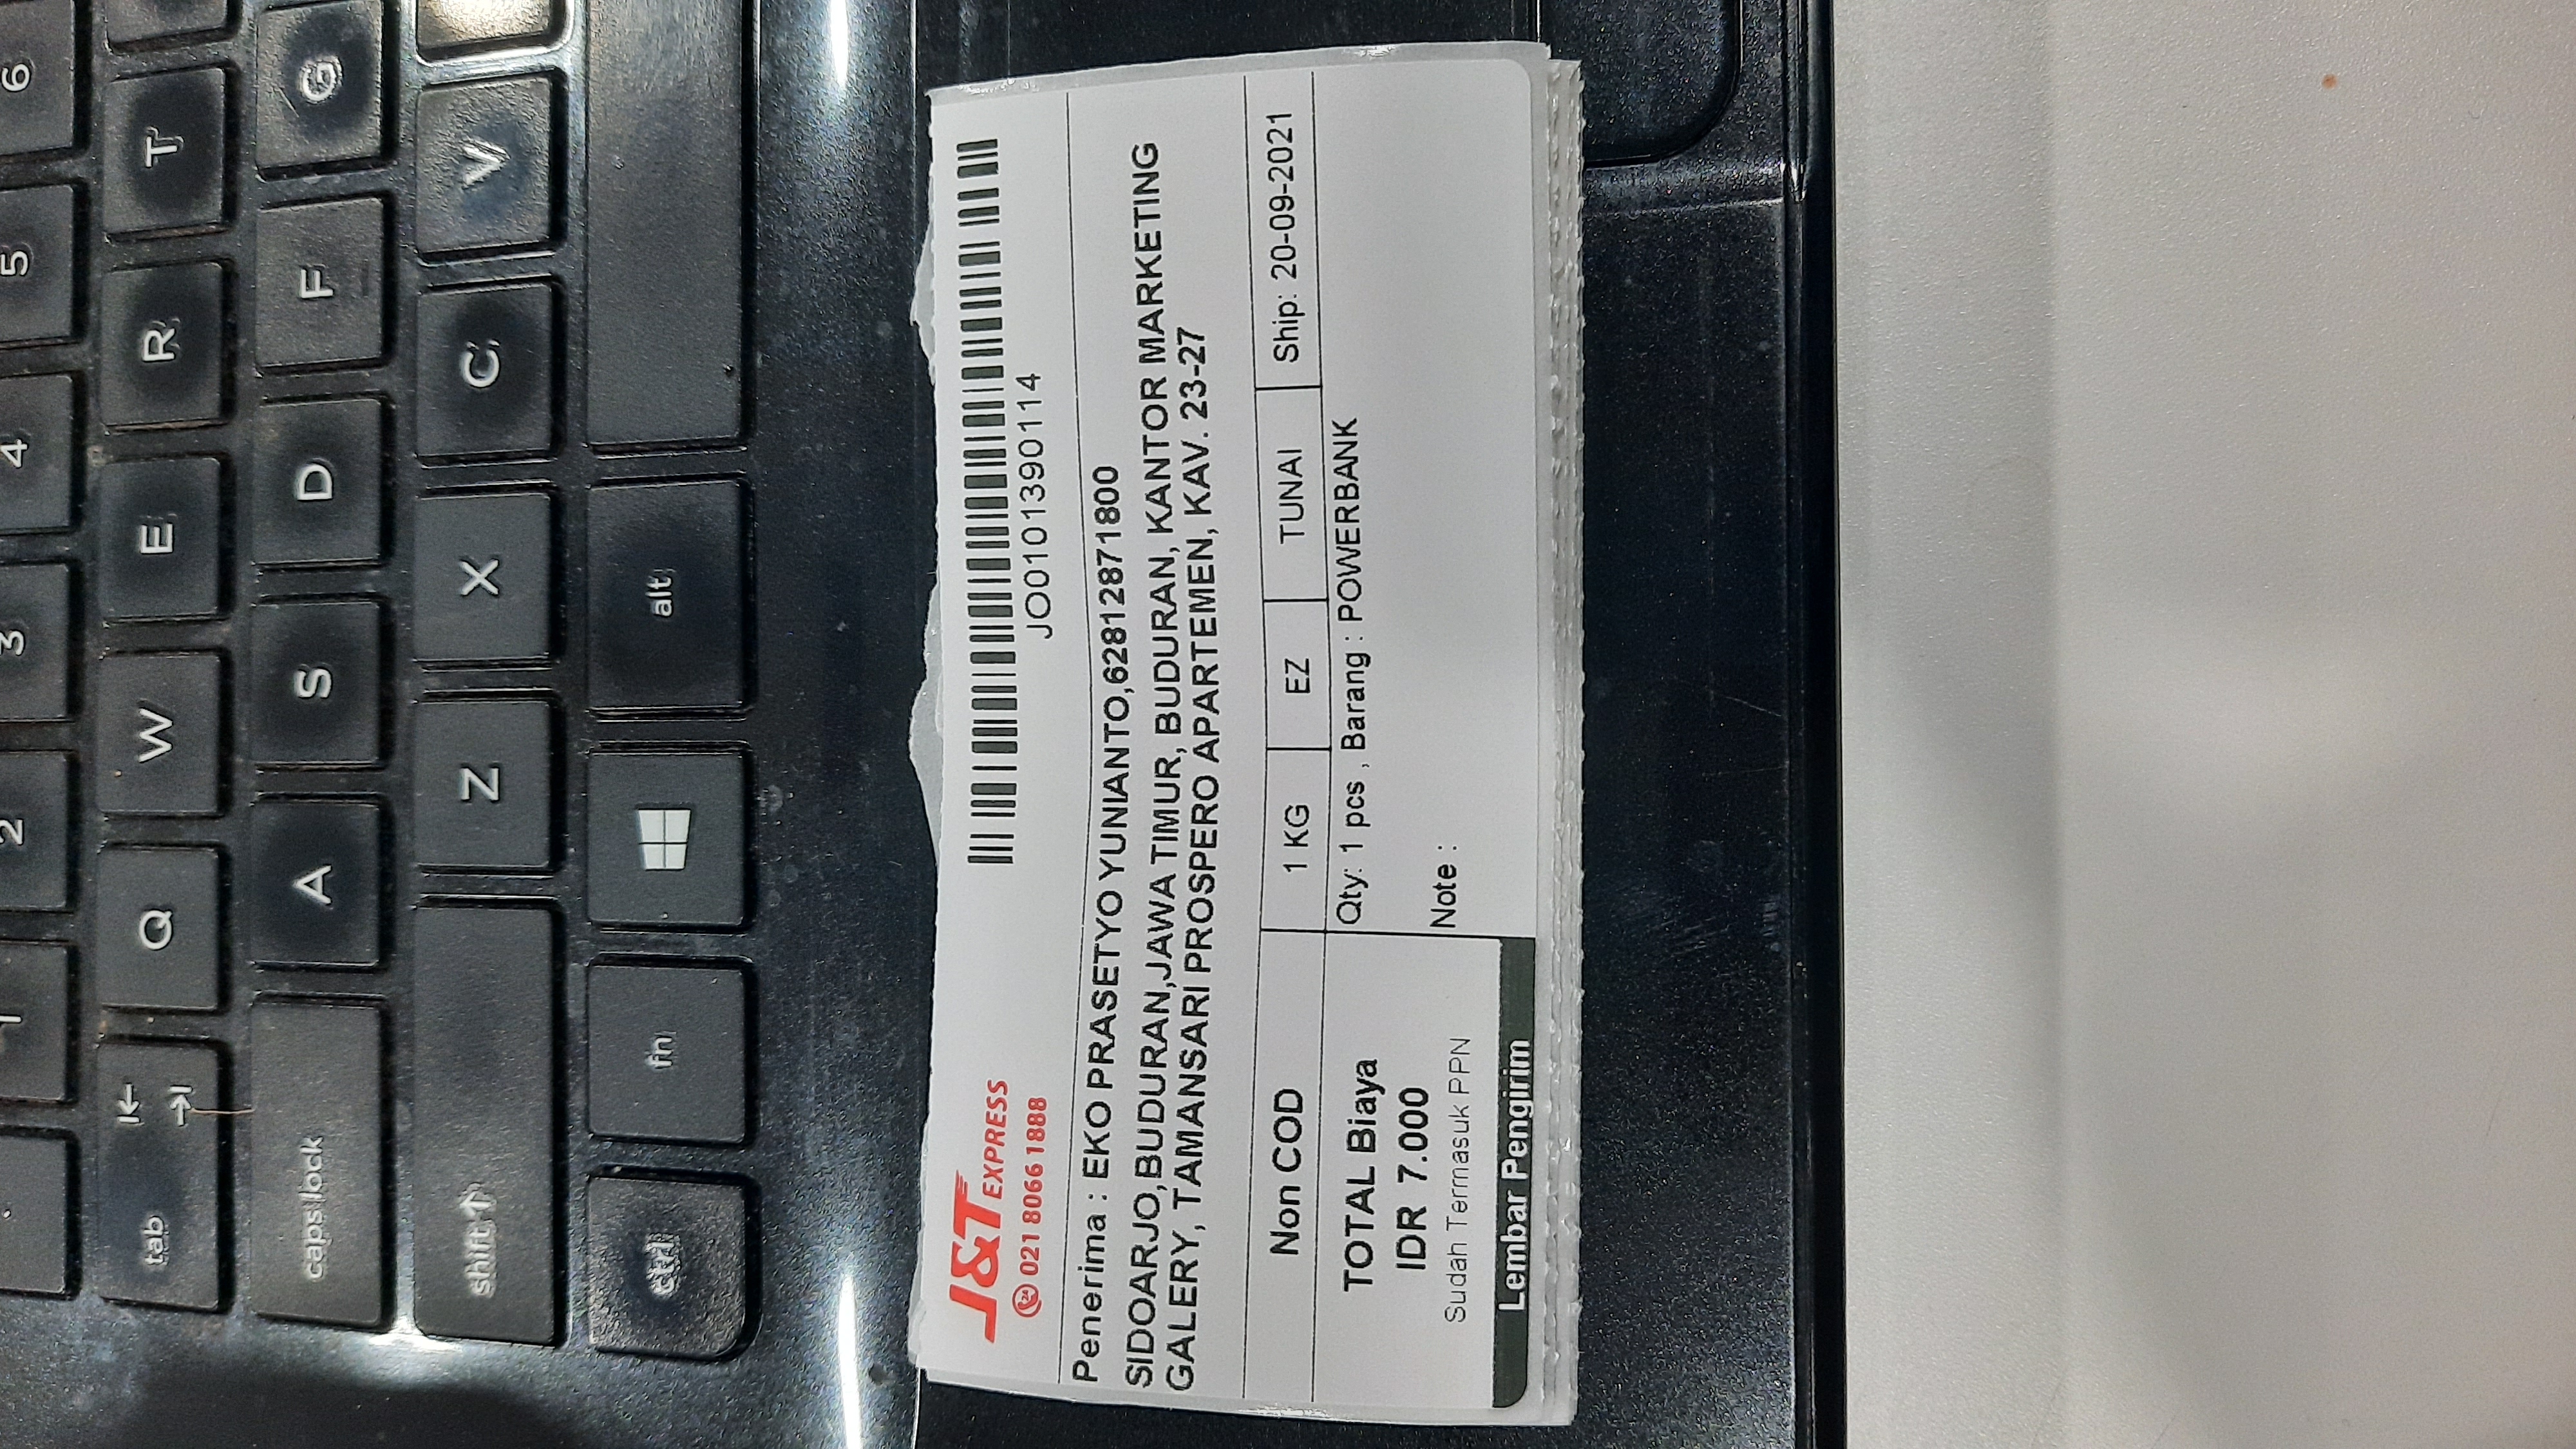 1 2 3 4 5 6
tab Q W E R T
caps lock A S D F G
shift Z X C V
ctrl fn alt
J&T EXPRESS
24 021 8066 1888
JO0101390114
Penerima : EKO PRASETYO YUNIANTO,62812871800
SIDOARJO,BUDURAN,JAWA TIMUR, BUDURAN, KANTOR MARKETING
GALERY, TAMANSARI PROSPERO APARTEMEN, KAV. 23-27
Non COD 1 KG EZ TUNAI Ship: 20-09-2021
TOTAL Biaya
IDR 7.000
Sudah Termasuk PPN
Lembar Pengirim
Qty: 1 pcs , Barang : POWERBANK
Note :